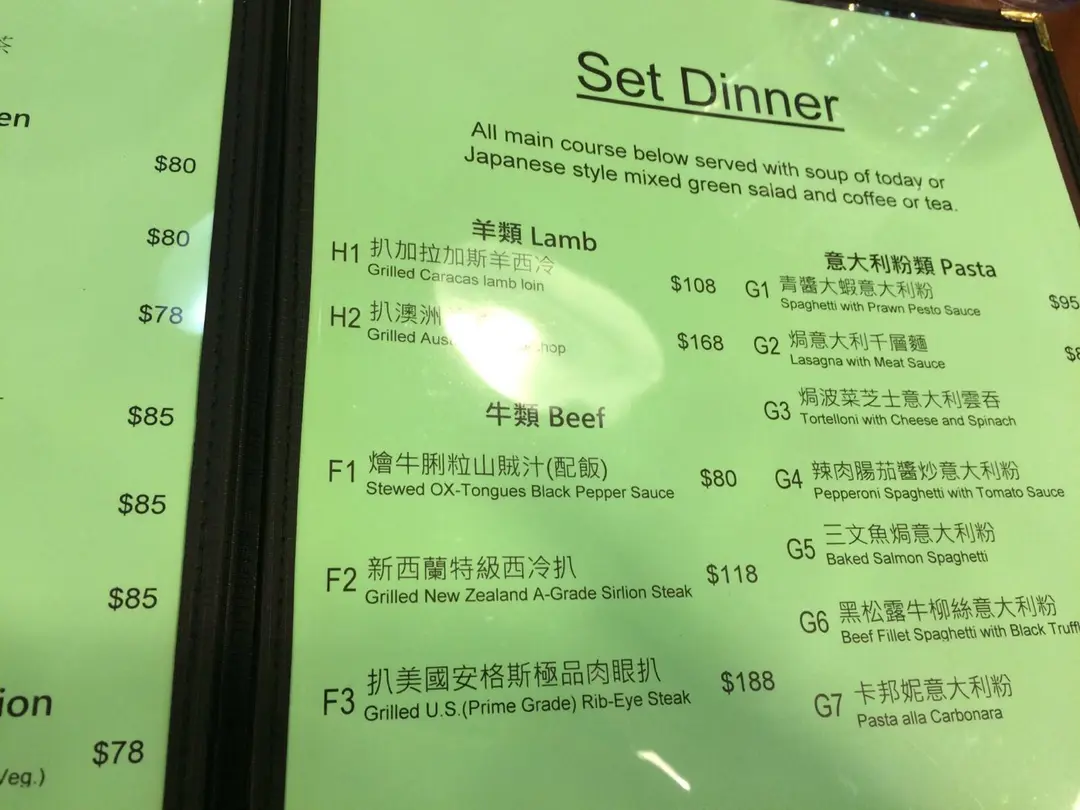 茶
en
$80
$80
$78
$85
$85
$85
ion
$78
/eg.)
Set Dinner
All main course below served with soup of today or
Japanese style mixed green salad and coffee or tea.
羊類 Lamb
H1 扒加拉加斯羊西冷 $108
Grilled Caracas lamb loin
H2 扒澳洲 $168
Grilled
牛類 Beef
F1 燴牛脷粒山賊汁(配飯) $80
Stewed OX-Tongues Black Pepper Sauce
F2 新西蘭特級西冷扒 $118
Grilled New Zealand A-Grade Sirlion Steak
F3 扒美國安格斯極品肉眼扒 $188
Grilled U.S.(Prime Grade) Rib-Eye Steak
意大利粉類 Pasta
G1 青醬大蝦意大利粉 $95
Spaghetti with Prawn Pesto Sauce
G2 焗意大利千層麵
Lasagna with Meat Sauce
G3 焗波菜芝士意大利雲吞
Tortelloni with Cheese and Spinach
G4 辣肉腸茄醬炒意大利粉
Pepperoni Spaghetti with Tomato Sauce
G5 三文魚焗意大利粉
Baked Salmon Spaghetti
G6 黑松露牛柳絲意大利粉
Beef Fillet Spaghetti with Black Truffl
G7 卡邦妮意大利粉
Pasta alla Carbonara